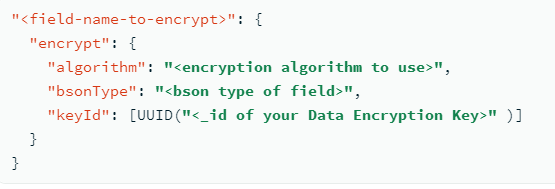 "<field-name-to-encrypt>": {
  "encrypt": {
    "algorithm": "<encryption algorithm to use>",
    "bsonType": "<bson type of field>",
    "keyId": [UUID("<_id of your Data Encryption Key>" )]
  }
}